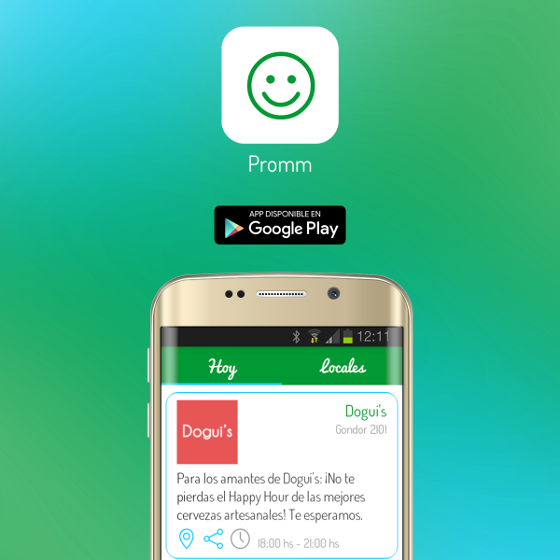 Promm
APP DISPONIBLE EN
Google Play
12:11
Hoy
Locales
Dogui's
Dogui's
Gondor 2101
Para los amantes de Dogui's: ¡No te
pierdas el Happy Hour de las mejores
cervezas artesanales! Te esperamos.
18:00 hs - 21:00 hs